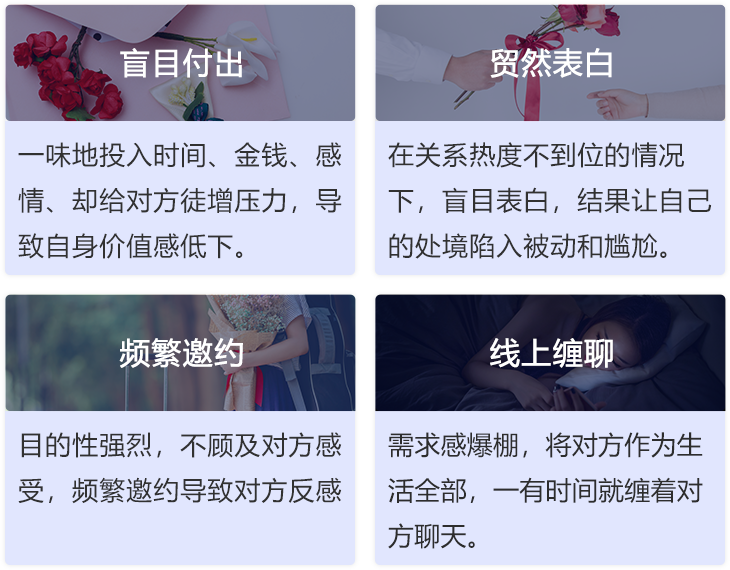 盲目付出
一味地投入时间、金钱、感
情、却给对方徒增压力，导
致自身价值感低下。
贸然表白
在关系热度不到位的情况
下，盲目表白，结果让自己
的处境陷入被动和尴尬。
频繁邀约
目的性强烈，不顾及对方感
受，频繁邀约导致对方反感
线上缠聊
需求感爆棚，将对方作为生
活全部，一有时间就缠着对
方聊天。